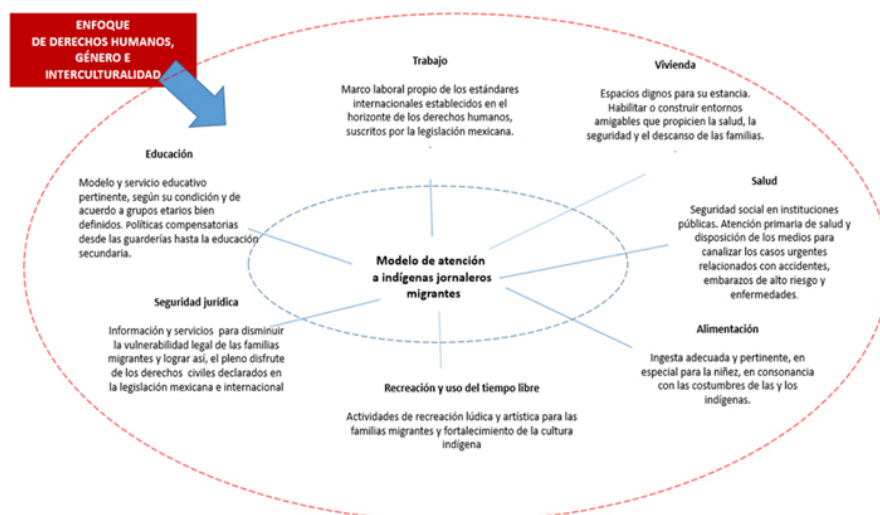 ENFOQUE
DE DERECHOS HUMANOS,
GÉNERO E
INTERCULTURALIDAD
Trabajo
Marco laboral propio de los estándares
internacionales establecidos en el
horizonte de los derechos humanos,
suscritos por la legislación mexicana.
Vivienda
Espacios dignos para su estancia.
Habilitar o construir entornos
amigables que propicien la salud, la
seguridad y el descanso de las familias.
Educación
Modelo y servicio educativo
pertinente, según su condición y de
acuerdo a grupos etarios bien
definidos. Políticas compensatorias
desde las guarderías hasta la educación
secundaria.
Salud
Seguridad social en instituciones
públicas. Atención primaria de salud y
disposición de los medios para
canalizar los casos urgentes
relacionados con accidentes,
embarazos de alto riesgo y
enfermedades.
Modelo de atención
a indígenas jornaleros
migrantes
Seguridad jurídica
Información y servicios para disminuir
la vulnerabilidad legal de las familias
migrantes y lograr así, el pleno disfrute
de los derechos civiles declarados en
la legislación mexicana e internacional
Alimentación
Ingesta adecuada y pertinente, en
especial para la niñez, en consonancia
con las costumbres de las y los
indígenas.
Recreación y uso del tiempo libre
Actividades de recreación lúdica y artística para las
familias migrantes y fortalecimiento de la cultura
indígena